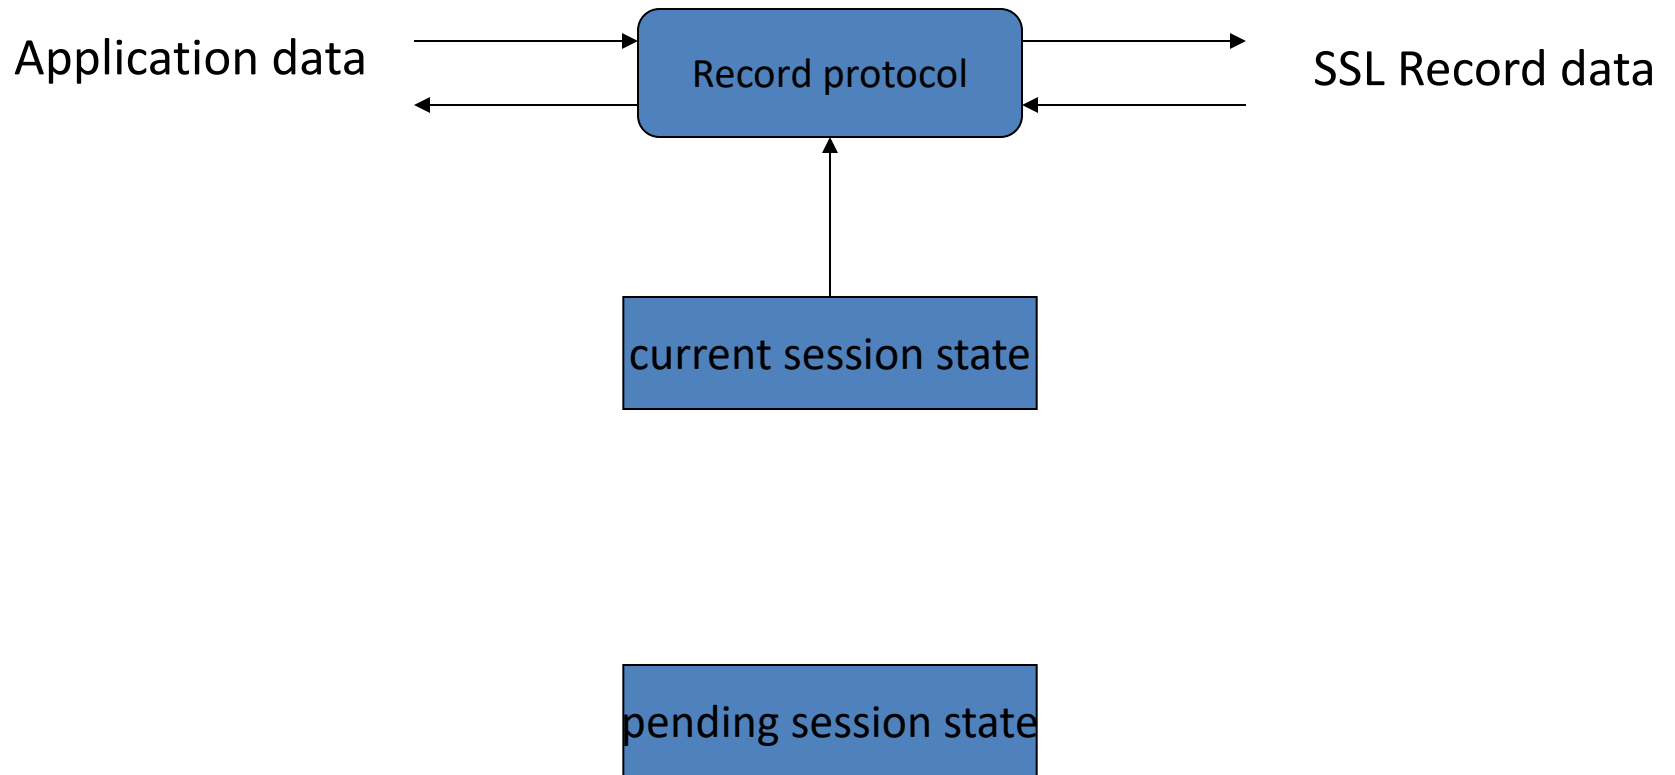 Application data
Record protocol
SSL Record data
current session state
pending session state